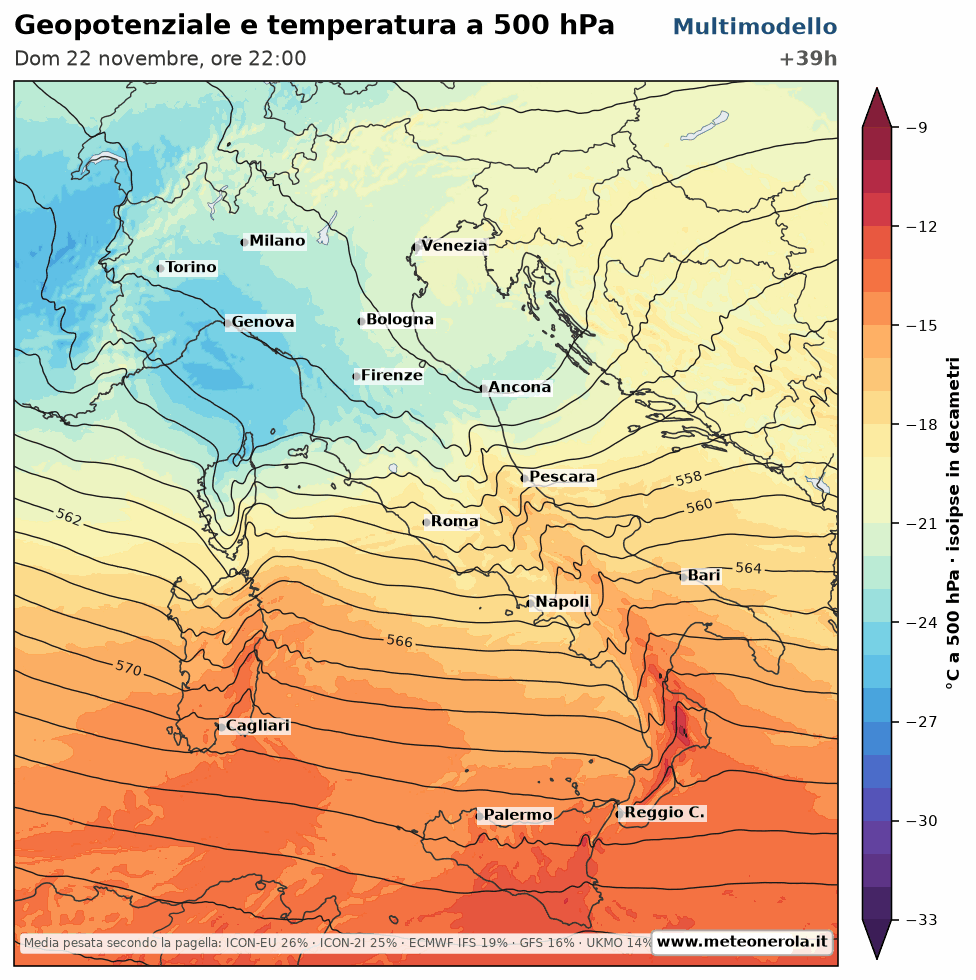 Geopotenziale e temperatura a 500 hPa
Multimodello
Dom 22 novembre, ore 22:00
+39h
Milano
Venezia
Torino
Genova
Bologna
Firenze
Ancona
Pescara
558
560
562
Roma
564
Bari
Napoli
566
570
Cagliari
Palermo
Reggio C.
Media pesata secondo la pagella: ICON-EU 26% · ICON-2I 25% · ECMWF IFS 19% · GFS 16% · UKMO 14%
www.meteonerola.it
−9
−12
−15
−18
−21
−24
−27
−30
−33
°C a 500 hPa · isoipse in decametri